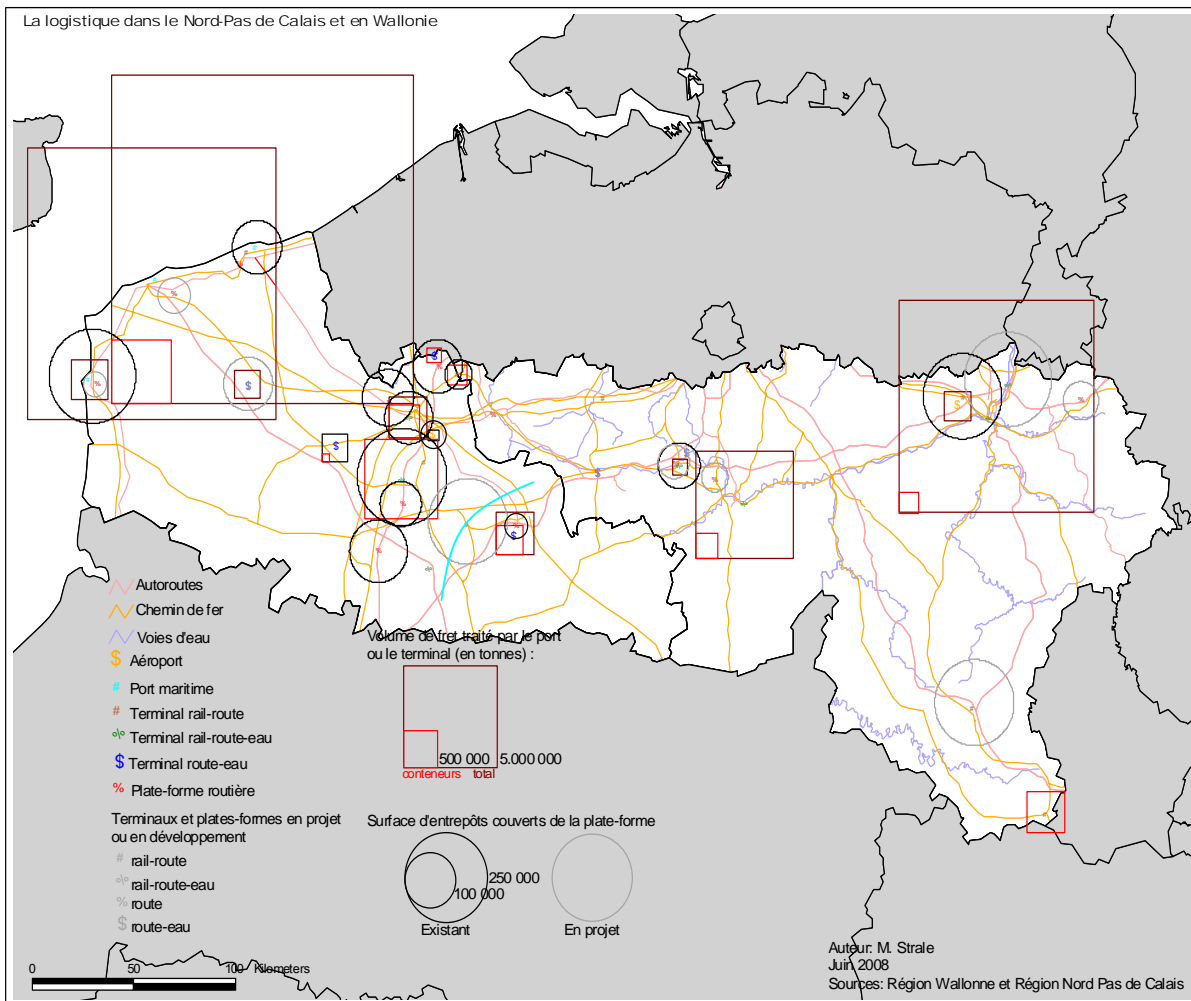 La logistique dans le Nord-Pas de Calais et en Wallonie
Autoroutes
Chemin de fer
Voies d'eau
$ Aéroport
# Port maritime
# Terminal rail-route
% Terminal rail-route-eau
$ Terminal route-eau
% Plate-forme routière
Terminaux et plates-formes en projet
ou en développement
# rail-route
% rail-route-eau
% route
$ route-eau
Volume de fret traité par le port
ou le terminal (en tonnes) :
500 000
5.000 000
conteneurs
total
Surface d'entrepôts couverts de la plate-forme
250 000
100 000
Existant
En projet
0
50
100
Kilometers
Auteur: M. Strale
Juin 2008
Sources: Région Wallonne et Région Nord Pas de Calais